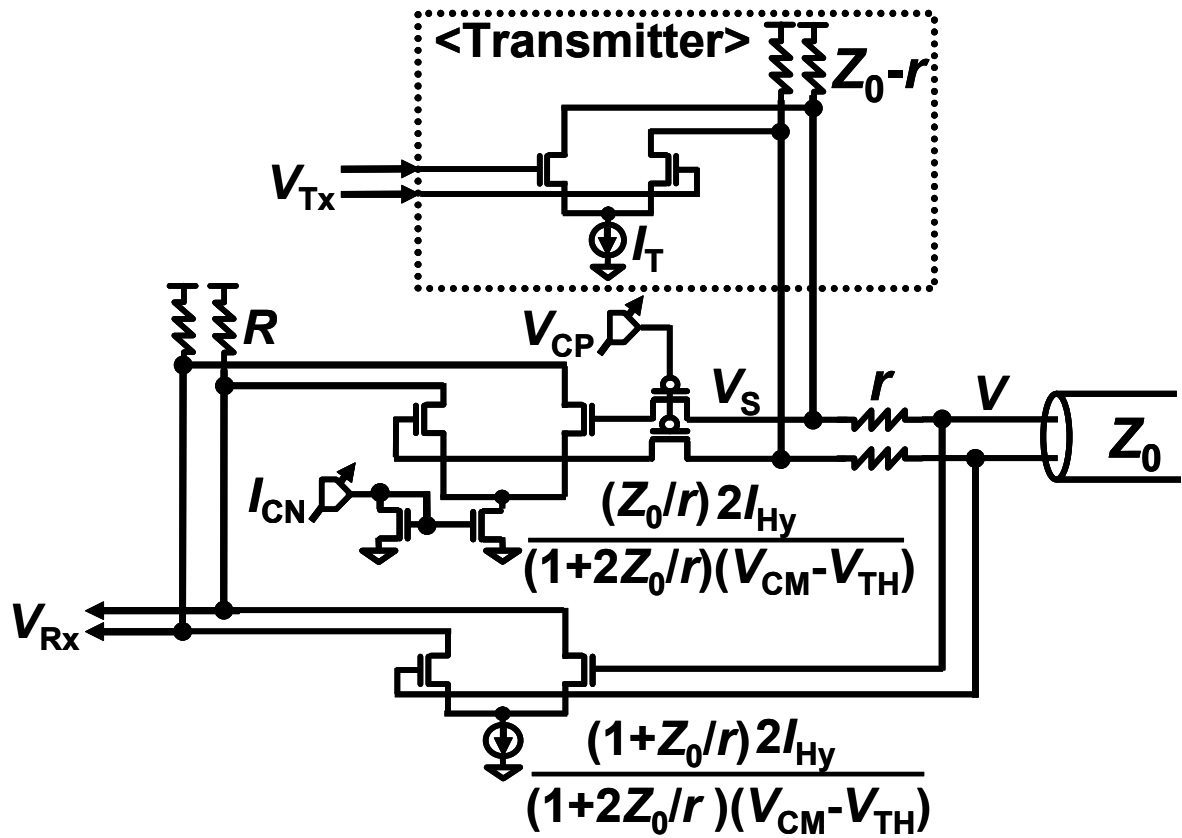 <Transmitter>
Z0-r
VTx
IT
R
VCP
VS
r
V
Z0
ICN
(Z0/r) 2IHy
(1+2Z0/r)(VCM-VTH)
VRx
(1+Z0/r) 2IHy
(1+2Z0/r )(VCM-VTH)